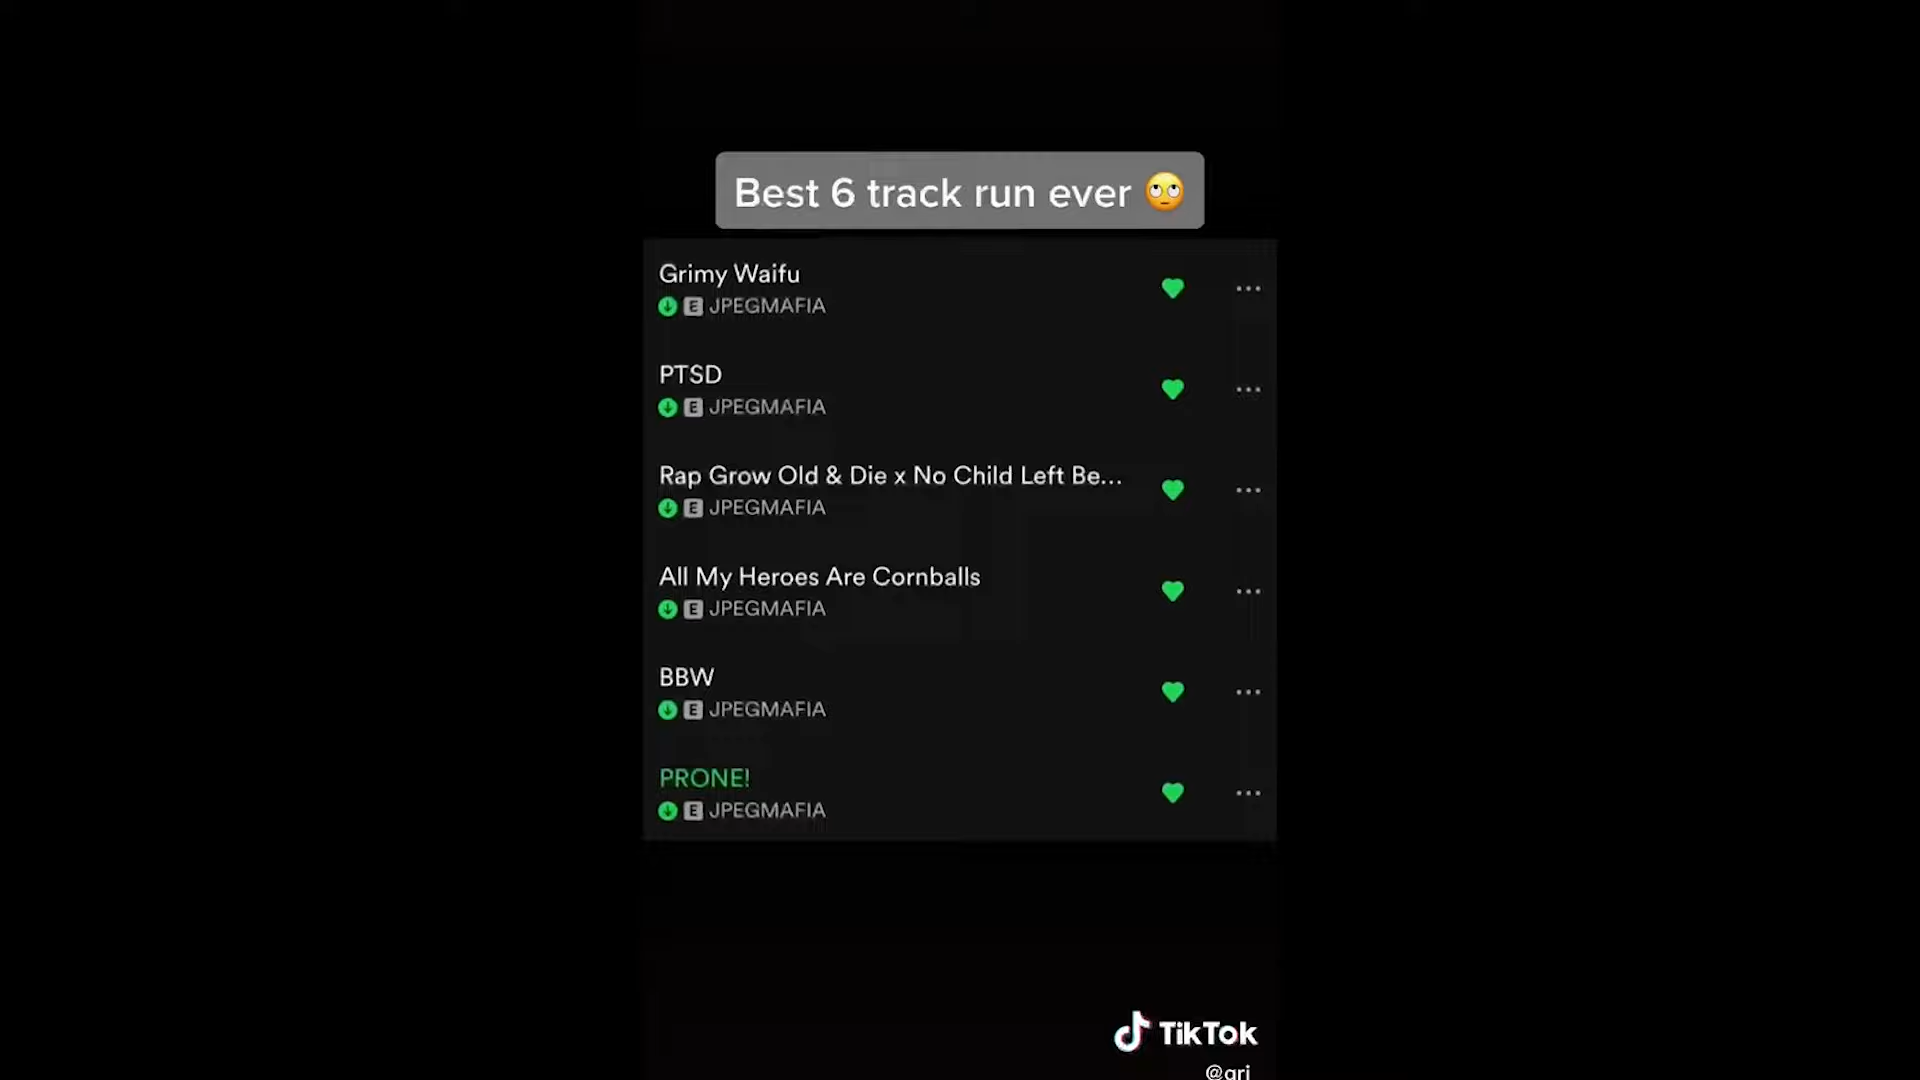 Best 6 track run ever 🙄
Grimy Waifu
E JPEGMAFIA
PTSD
E JPEGMAFIA
Rap Grow Old & Die x No Child Left Be...
E JPEGMAFIA
All My Heroes Are Cornballs
E JPEGMAFIA
BBW
E JPEGMAFIA
PRONE!
E JPEGMAFIA
TikTok